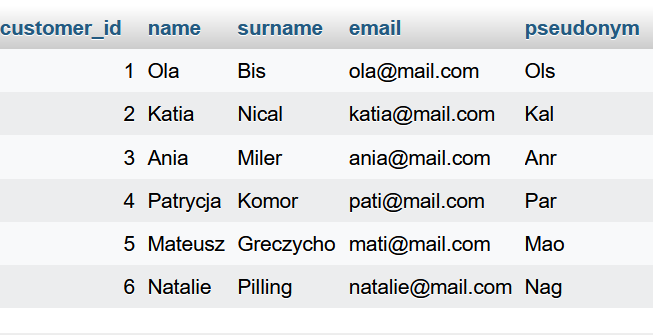 customer_id name surname email pseudonym
1 Ola Bis ola@mail.com Ols
2 Katia Nical katia@mail.com Kal
3 Ania Miler ania@mail.com Anr
4 Patrycja Komor pati@mail.com Par
5 Mateusz Greczycho mati@mail.com Mao
6 Natalie Pilling natalie@mail.com Nag